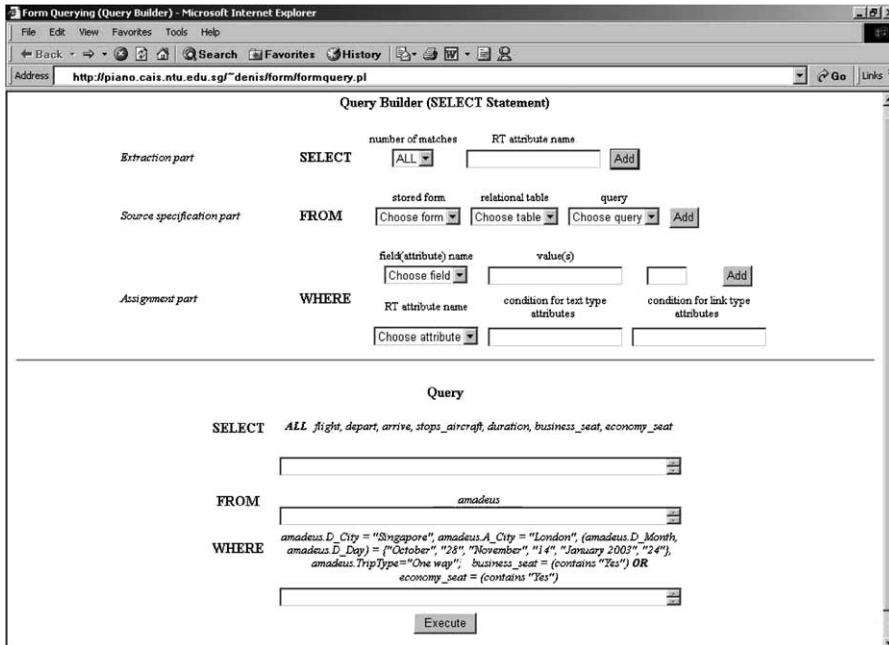 Form Querying (Query Builder) - Microsoft Internet Explorer
File Edit View Favorites Tools Help
Back Search Favorites History
Address http://piano.cais.ntu.edu.sg/~denis/form/formquery.pl Go Links
Query Builder (SELECT Statement)
number of matches RT attribute name
Extraction part SELECT ALL Add
stored form relational table query
Source specification part FROM Choose form Choose table Choose query Add
field(attribute) name value(s)
Choose field Add
Assignment part WHERE
RT attribute name condition for text type attributes condition for link type attributes
Choose attribute
Query
SELECT ALL flight, depart, arrive, stops_aircraft, duration, business_seat, economy_seat
FROM amadeus
WHERE amadeus.D_City = "Singapore", amadeus.A_City = "London", (amadeus.D_Month,
amadeus.D_Day) = {"October", "28", "November", "14", "January 2003", "24"},
amadeus.TripType="One way"; business_seat = (contains "Yes") OR
economy_seat = (contains "Yes")
Execute